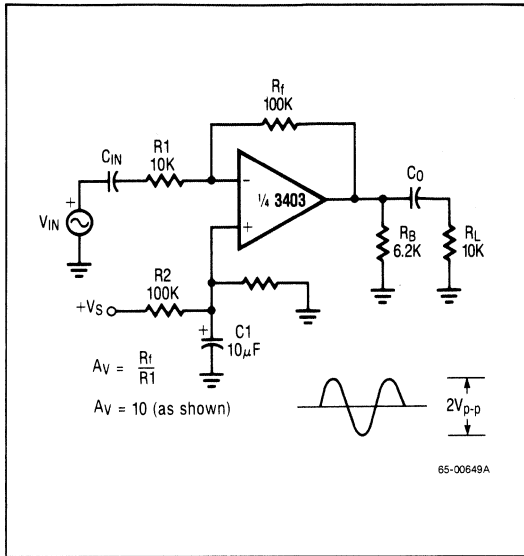 Rf
100K
CIN
R1
10K
−
¼ 3403
+
CO
+
VIN
RB
6.2K
RL
10K
R2
100K
+VS
+
C1
10μF
AV = Rf
R1
AV = 10 (as shown)
2Vp-p
65-00649A